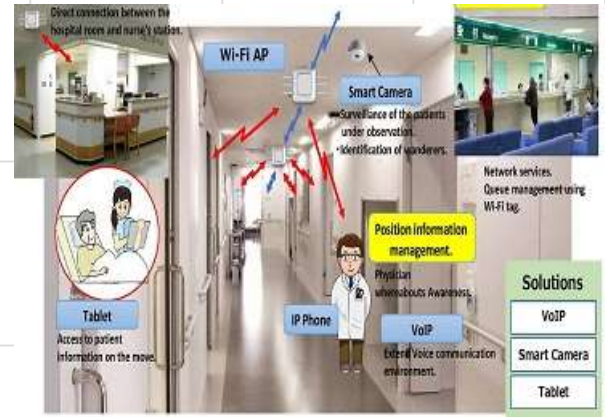 Direct connection between the
hospital room and nurse's station.
Wi-Fi AP
Smart Camera
•Surveillance of the patients
under observation.
•Identification of wanderers.
Network services.
Queue management using
Wi-Fi tag.
Position information
management.
Physician
whereabouts Awareness.
Tablet
Access to patient
information on the move.
IP Phone
VoIP
Extend Voice communication
environment.
Solutions
VoIP
Smart Camera
Tablet